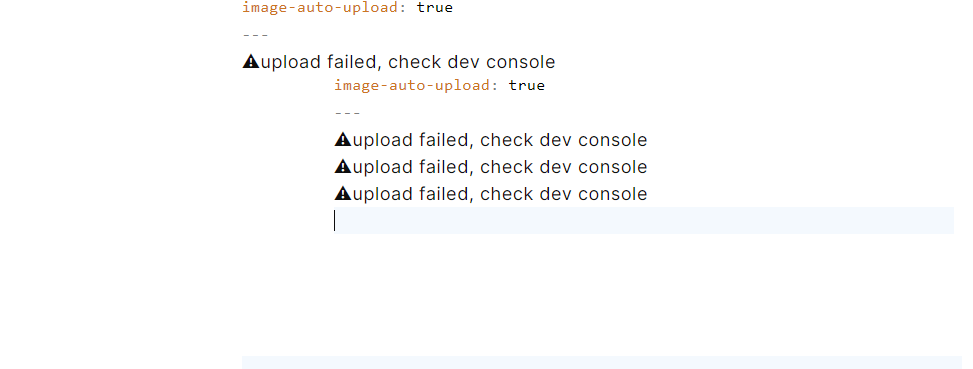 image-auto-upload: true
---
⚠upload failed, check dev console
image-auto-upload: true
---
⚠upload failed, check dev console
⚠upload failed, check dev console
⚠upload failed, check dev console